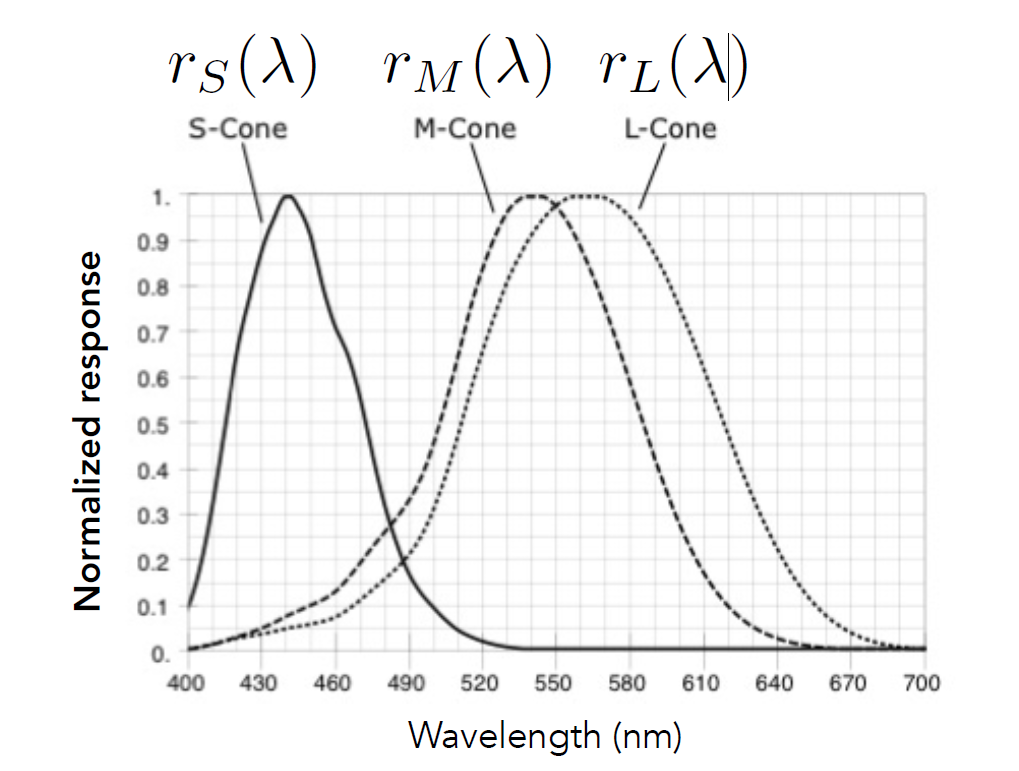 r_S(λ) r_M(λ) r_L(λ)
S-Cone M-Cone L-Cone
1.
0.9
0.8
0.7
0.6
0.5
0.4
0.3
0.2
0.1
0.
Normalized response
400 430 460 490 520 550 580 610 640 670 700
Wavelength (nm)